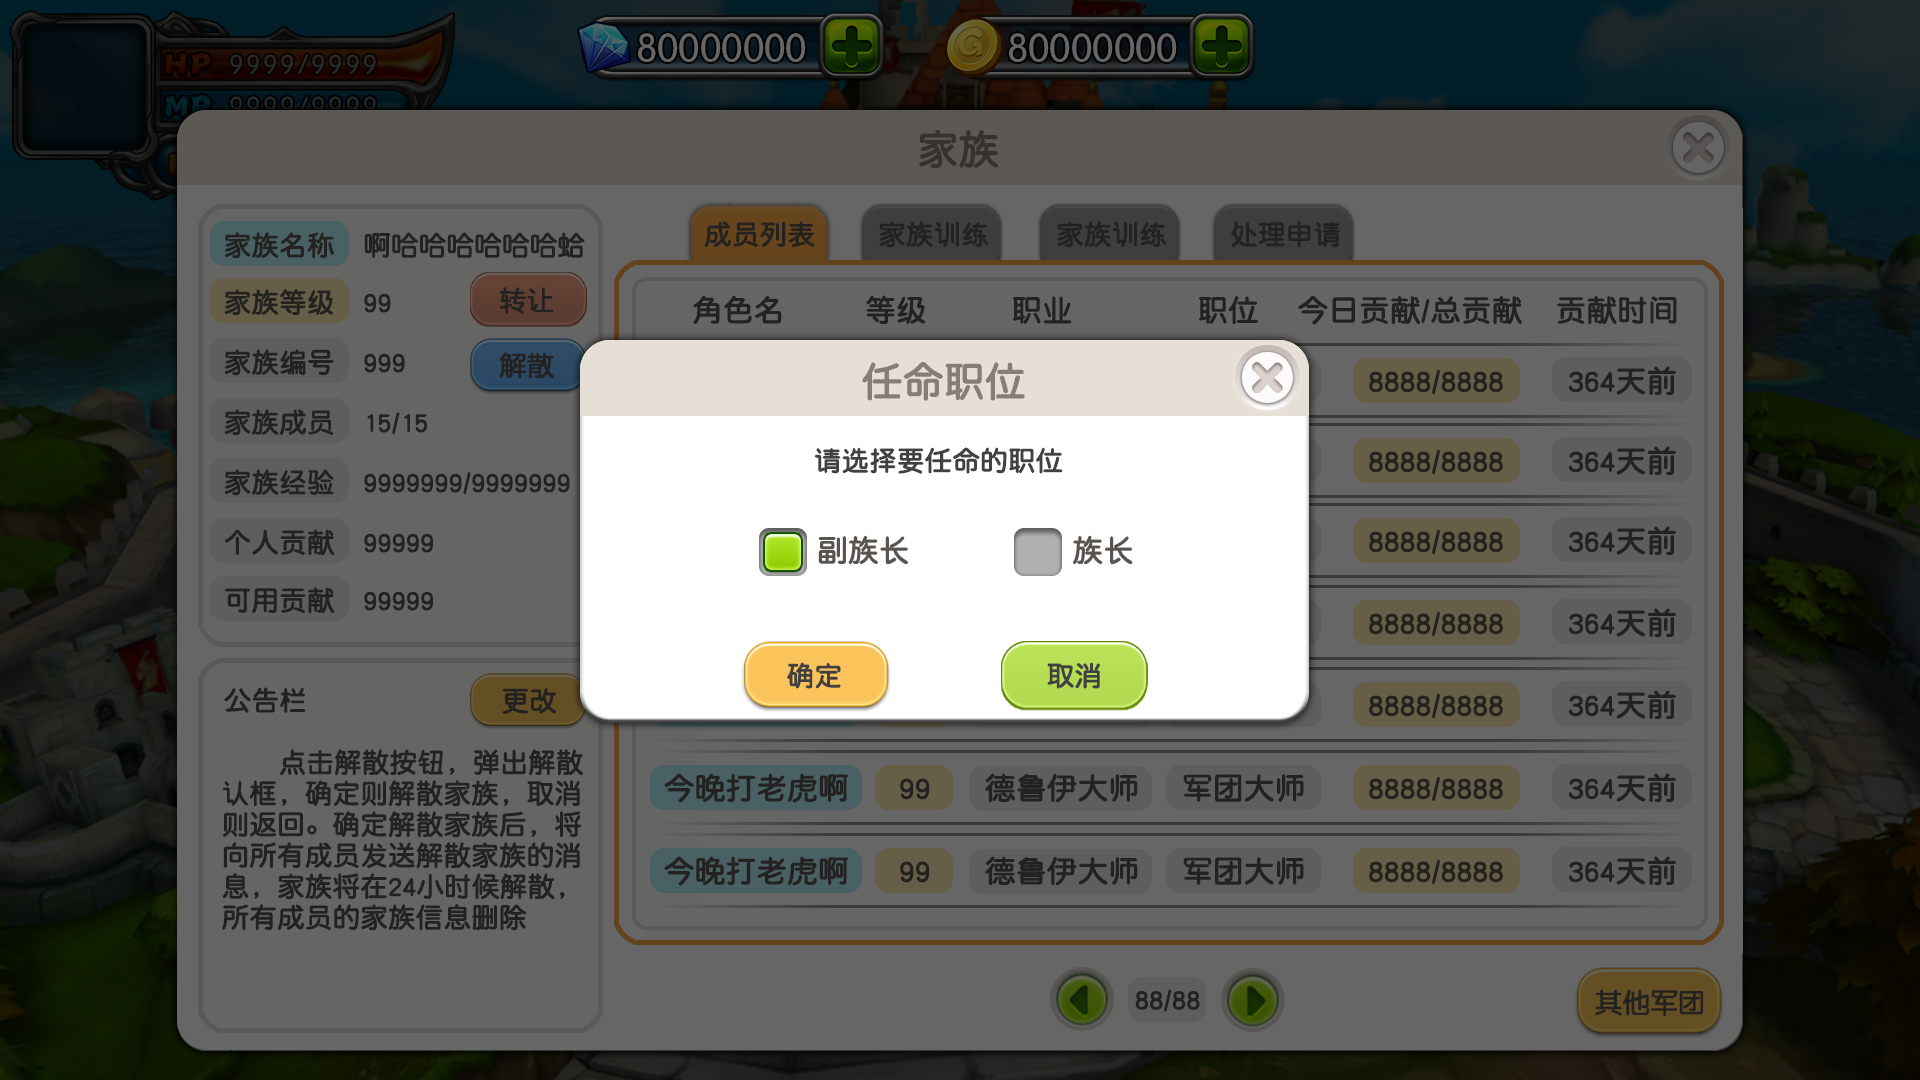 HP 9999/9999
MP 9999/9999
80000000
80000000
家族
家族名称 啊哈哈哈哈哈哈蛤
家族等级 99
转让
家族编号 999
解散
家族成员 15/15
家族经验 9999999/9999999
个人贡献 99999
可用贡献 99999
公告栏
更改
点击解散按钮，弹出解散
认框，确定则解散家族，取消
则返回。确定解散家族后，将
向所有成员发送解散家族的消
息，家族将在24小时候解散，
所有成员的家族信息删除
成员列表 家族训练 家族训练 处理申请
角色名 等级 职业 职位 今日贡献/总贡献 贡献时间
8888/8888 364天前
8888/8888 364天前
8888/8888 364天前
8888/8888 364天前
8888/8888 364天前
今晚打老虎啊 99 德鲁伊大师 军团大师 8888/8888 364天前
今晚打老虎啊 99 德鲁伊大师 军团大师 8888/8888 364天前
88/88
其他军团
任命职位
请选择要任命的职位
副族长 族长
确定 取消